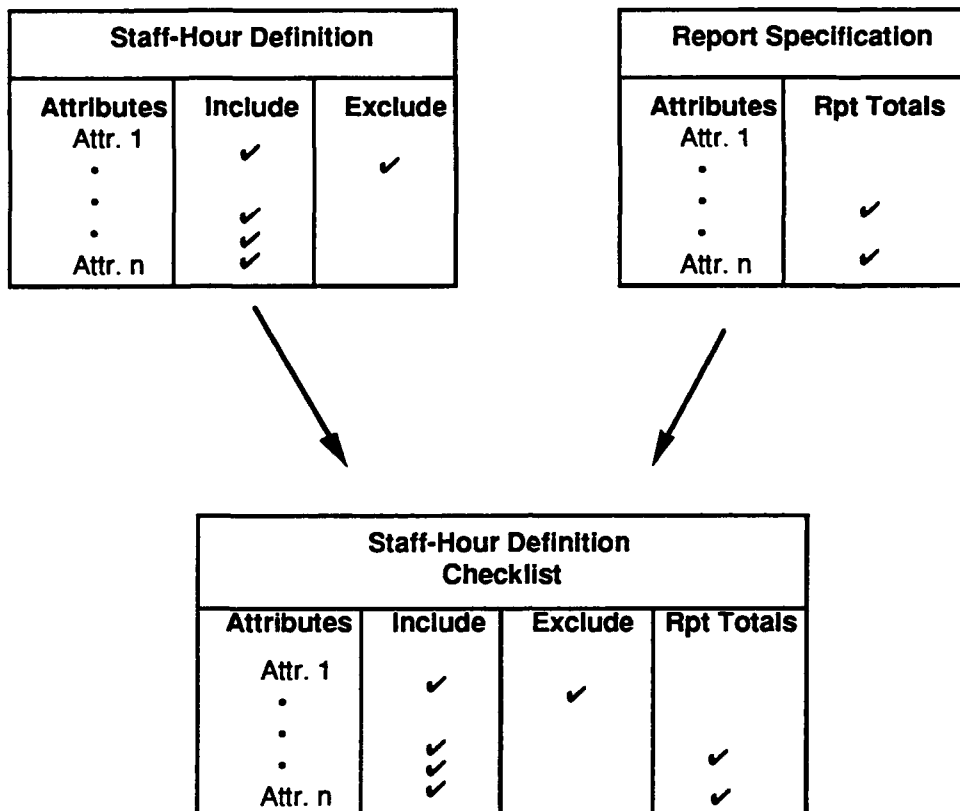 Staff-Hour Definition
Attributes Include Exclude
Attr. 1 ✔
• ✔
•
• ✔
✔
Attr. n ✔
Report Specification
Attributes Rpt Totals
Attr. 1
•
• ✔
•
Attr. n ✔
Staff-Hour Definition
Checklist
Attributes Include Exclude Rpt Totals
Attr. 1 ✔
• ✔
•
• ✔ ✔
✔
Attr. n ✔ ✔